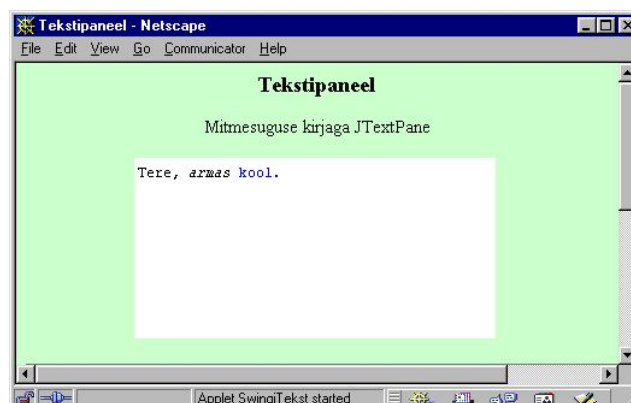 Tekstipaneel - Netscape
File Edit View Go Communicator Help
Tekstipaneel
Mitmesuguse kirjaga JTextPane
Tere, armas kool.
Applet SwingiTekst started